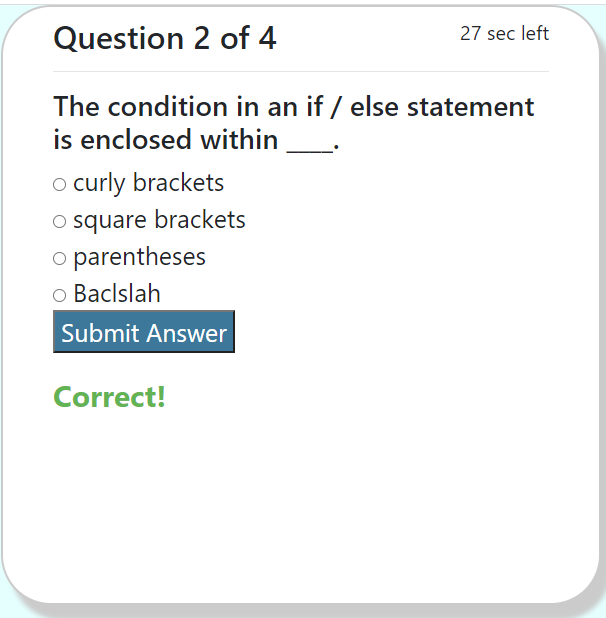 Question 2 of 4
27 sec left
The condition in an if / else statement
is enclosed within ____.
curly brackets
square brackets
parentheses
Baclslah
Submit Answer
Correct!